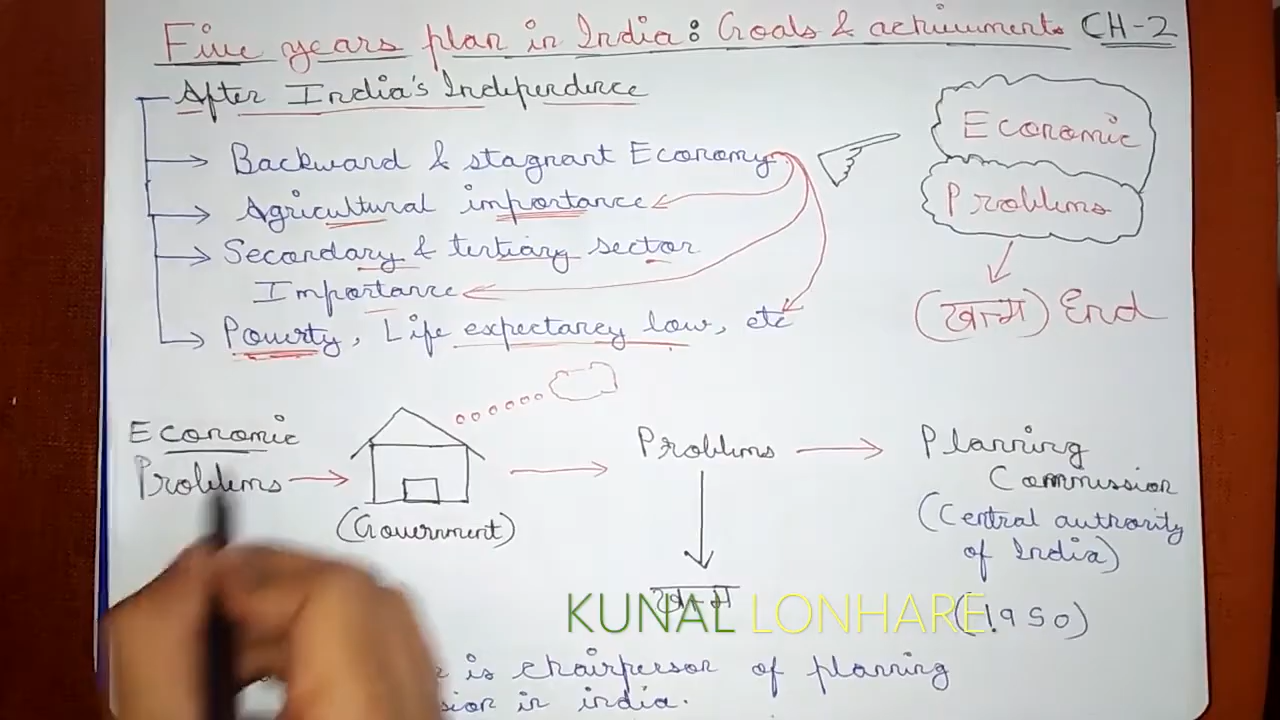 Five years plan in India: Goals & achievements CH-2
After India's Independence
Backward & stagnant Economy
Agricultural importance
Secondary & tertiary sector
Importance
Poverty, Life expectancy low, etc
Economic
Problems
(खत्म) End
Economic
Problems
(Government)
Problems
खत्म
Planning
Commission
(Central authority
of India)
(1950)
KUNAL LONHARE
is chairperson of planning
in india.